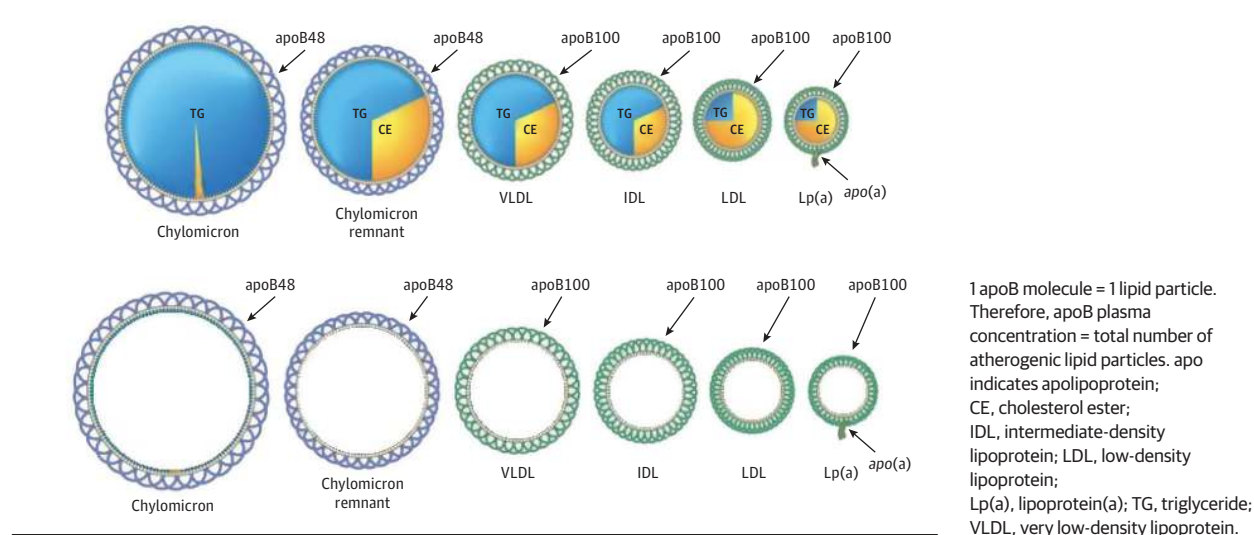 apoB48
apoB48
apoB100
apoB100
apoB100
apoB100
TG
TG
CE
TG
CE
TG
CE
TG
CE
TG
CE
Chylomicron
Chylomicron
remnant
VLDL
IDL
LDL
Lp(a)
apo(a)
apoB48
apoB48
apoB100
apoB100
apoB100
apoB100
Chylomicron
Chylomicron
remnant
VLDL
IDL
LDL
Lp(a)
apo(a)
1 apoB molecule = 1 lipid particle.
Therefore, apoB plasma
concentration = total number of
atherogenic lipid particles. apo
indicates apolipoprotein;
CE, cholesterol ester;
IDL, intermediate-density
lipoprotein; LDL, low-density
lipoprotein;
Lp(a), lipoprotein(a); TG, triglyceride;
VLDL, very low-density lipoprotein.